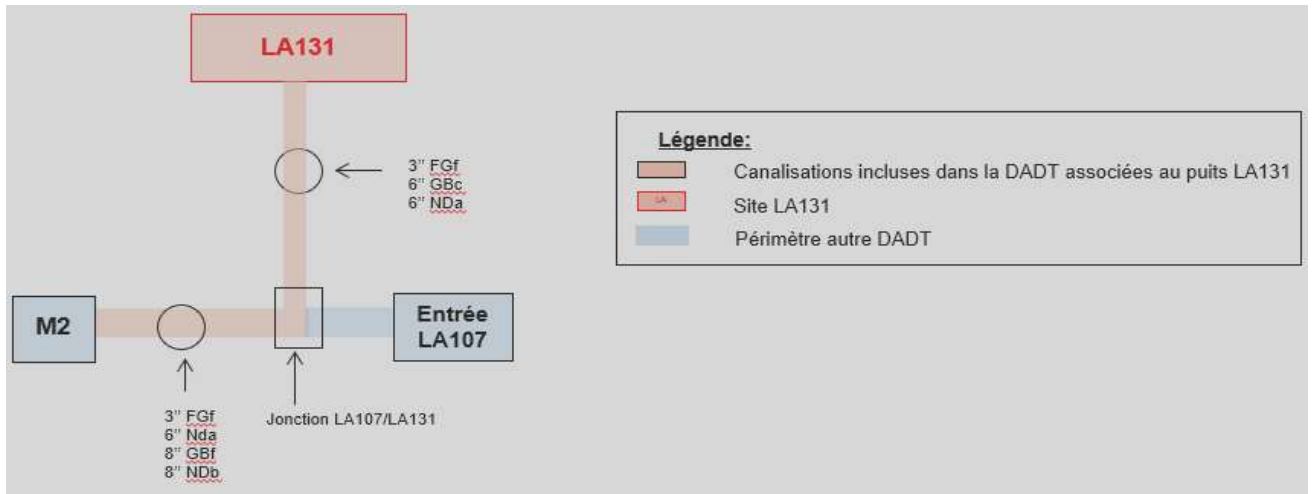 LA131
3" FGf
6" GBc
6" NDa
Légende:
Canalisations incluses dans la DADT associées au puits LA131
LA
Site LA131
Périmètre autre DADT
M2
Entrée
LA107
3" FGf
6" Nda
8" GBf
8" NDb
Jonction LA107/LA131